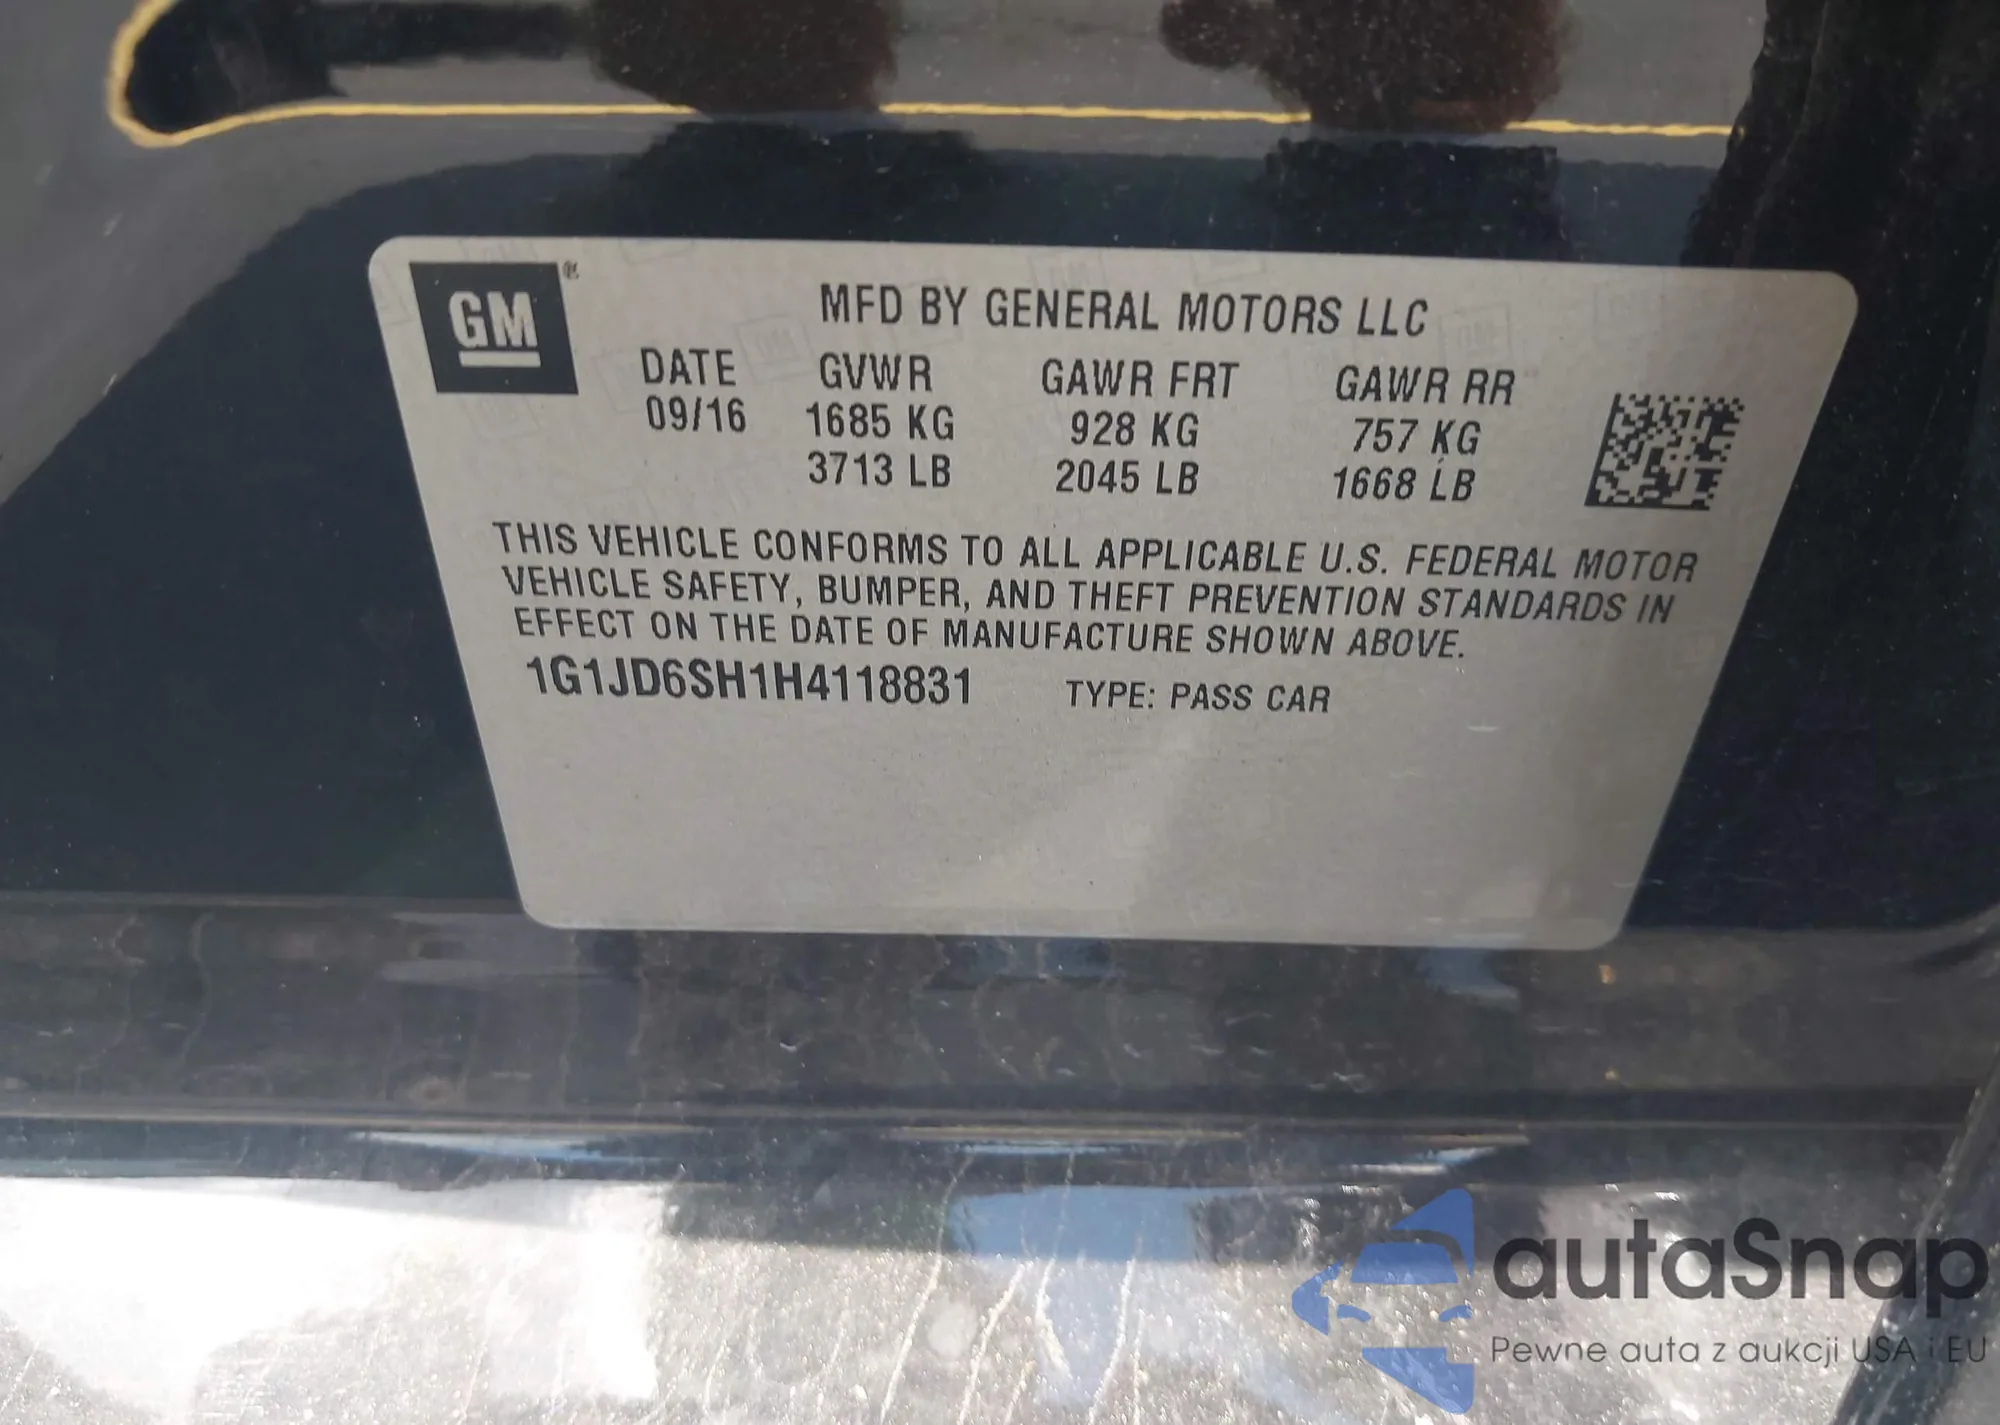 GM
MFD BY GENERAL MOTORS LLC
DATE GVWR GAWR FRT GAWR RR
09/16 1685 KG 928 KG 757 KG
3713 LB 2045 LB 1668 LB
THIS VEHICLE CONFORMS TO ALL APPLICABLE U.S. FEDERAL MOTOR
VEHICLE SAFETY, BUMPER, AND THEFT PREVENTION STANDARDS IN
EFFECT ON THE DATE OF MANUFACTURE SHOWN ABOVE.
1G1JD6SH1H4118831 TYPE: PASS CAR
autaSnap
Pewne auta z aukcji USA i EU